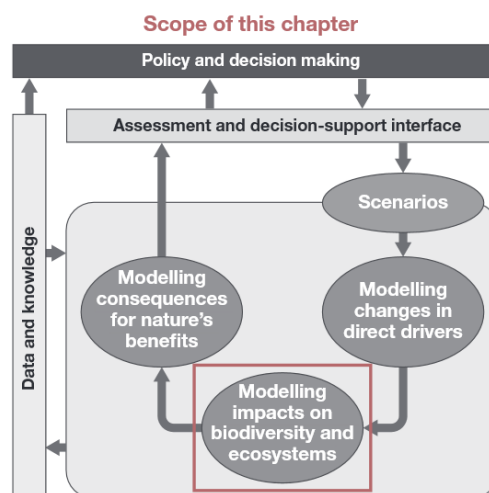 Scope of this chapter
Policy and decision making
Assessment and decision-support interface
Scenarios
Data and knowledge
Modelling
consequences
for nature's
benefits
Modelling
changes in
direct drivers
Modelling
impacts on
biodiversity and
ecosystems